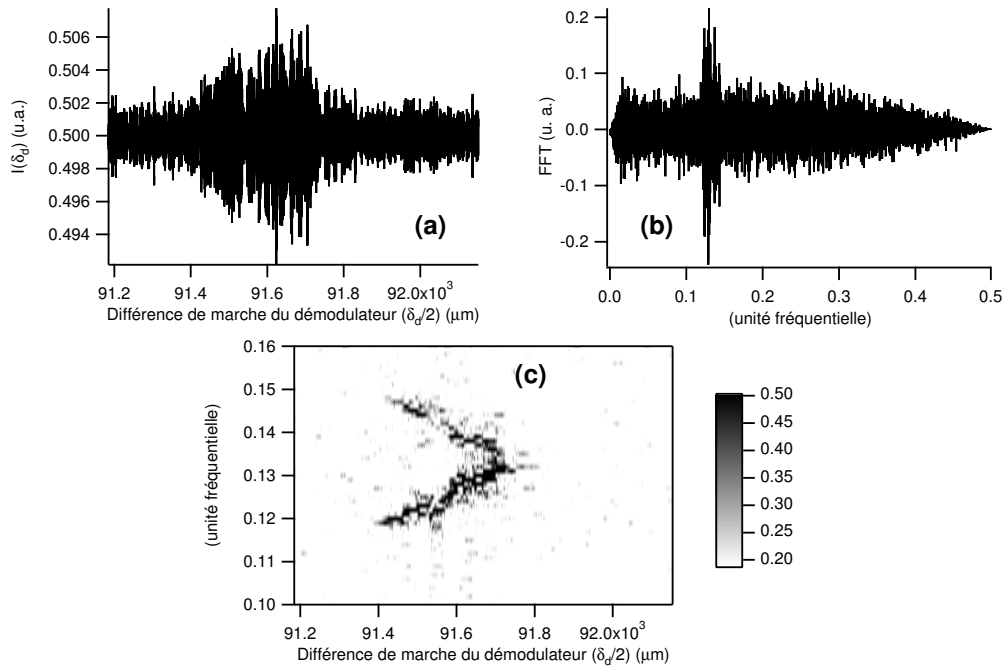 0.506
0.504
0.502
0.500
0.498
0.496
0.494
I(δd) (u.a.)
(a)
91.2 91.4 91.6 91.8 92.0x10³
Différence de marche du démodulateur (δd/2) (µm)
0.2
0.1
0.0
-0.1
-0.2
FFT (u. a.)
(b)
0.0 0.1 0.2 0.3 0.4 0.5
(unité fréquentielle)
0.16
0.15
0.14
0.13
0.12
0.11
0.10
(unité fréquentielle)
(c)
91.2 91.4 91.6 91.8 92.0x10³
Différence de marche du démodulateur (δd/2) (µm)
0.50
0.45
0.40
0.35
0.30
0.25
0.20